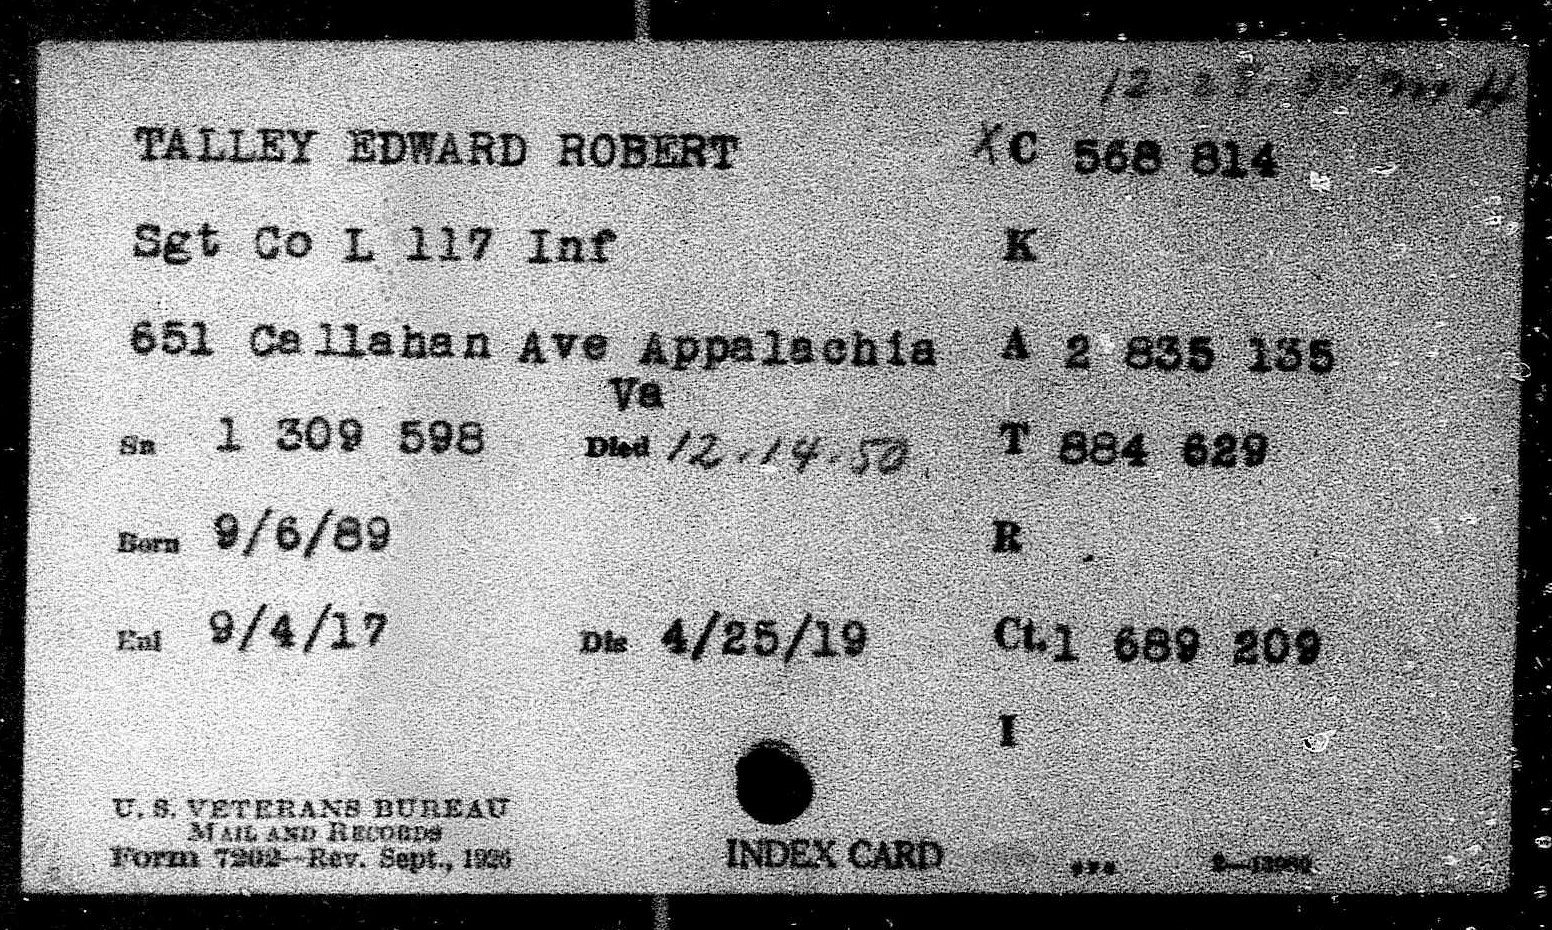 12
TALLEY EDWARD ROBERT XC 568 814
Sgt Co L 117 Inf K
651 Callahan Ave Appalachia A 2 835 135
Va
Sn 1 309 598 Died 12.14.50. T 884 629
Born 9/6/89 R
Enl 9/4/17 Dis 4/25/19 Ct. 1 689 209
I
U. S. VETERANS BUREAU
MAIL AND RECORDS
Form 7202—Rev. Sept., 1926 INDEX CARD